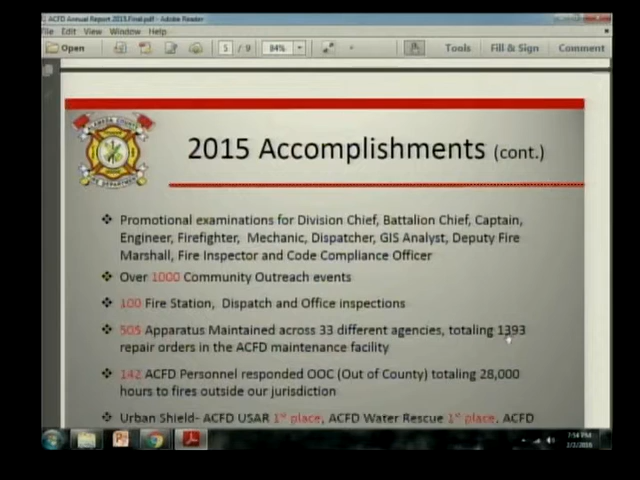 ACFD Annual Report 2015.Final.pdf - Adobe Reader
File Edit View Window Help
Open 5 / 9 84% Tools Fill & Sign Comment
2015 Accomplishments (cont.)
❖ Promotional examinations for Division Chief, Battalion Chief, Captain,
Engineer, Firefighter, Mechanic, Dispatcher, GIS Analyst, Deputy Fire
Marshall, Fire Inspector and Code Compliance Officer
❖ Over 1000 Community Outreach events
❖ 100 Fire Station, Dispatch and Office inspections
❖ 505 Apparatus Maintained across 33 different agencies, totaling 1393
repair orders in the ACFD maintenance facility
❖ 142 ACFD Personnel responded OOC (Out of County) totaling 28,000
hours to fires outside our jurisdiction
❖ Urban Shield- ACFD USAR 1st place, ACFD Water Rescue 1st place, ACFD
7:54 PM